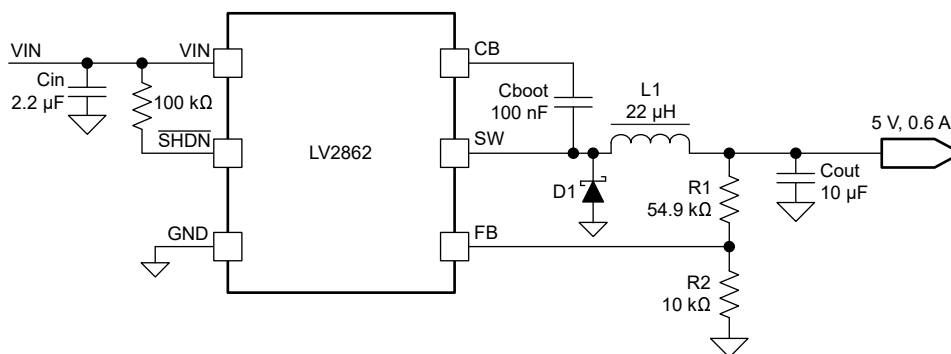 VIN
VIN
Cin
2.2 µF
100 kΩ
SHDN
GND
LV2862
CB
SW
FB
Cboot
100 nF
L1
22 µH
D1
R1
54.9 kΩ
R2
10 kΩ
Cout
10 µF
5 V, 0.6 A